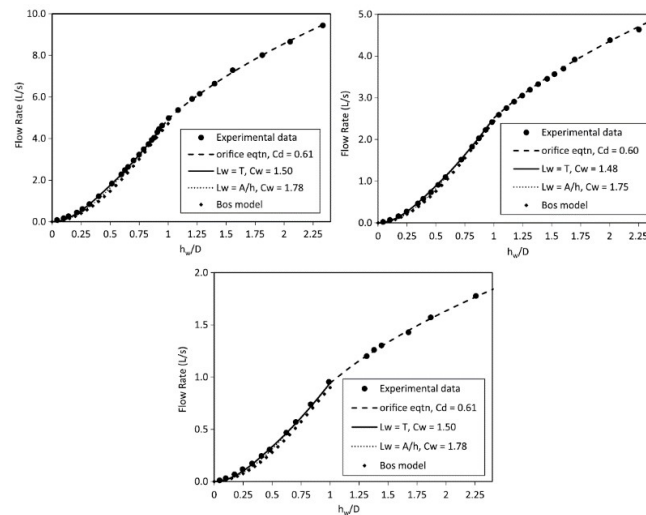 10.0
8.0
6.0
4.0
2.0
0.0
Flow Rate (L/s)
0 0.25 0.5 0.75 1 1.25 1.5 1.75 2 2.25
h_w/D
Experimental data
orifice eqtn, Cd = 0.61
Lw = T, Cw = 1.50
Lw = A/h, Cw = 1.78
Bos model
5.0
4.0
3.0
2.0
1.0
0.0
Flow Rate (L/s)
0 0.25 0.5 0.75 1 1.25 1.5 1.75 2 2.25
h_w/D
Experimental data
orifice eqtn, Cd = 0.60
Lw = T, Cw = 1.48
Lw = A/h, Cw = 1.75
Bos model
2.0
1.5
1.0
0.5
0.0
Flow Rate (L/s)
0 0.25 0.5 0.75 1 1.25 1.5 1.75 2 2.25
h_w/D
Experimental data
orifice eqtn, Cd = 0.61
Lw = T, Cw = 1.50
Lw = A/h, Cw = 1.78
Bos model